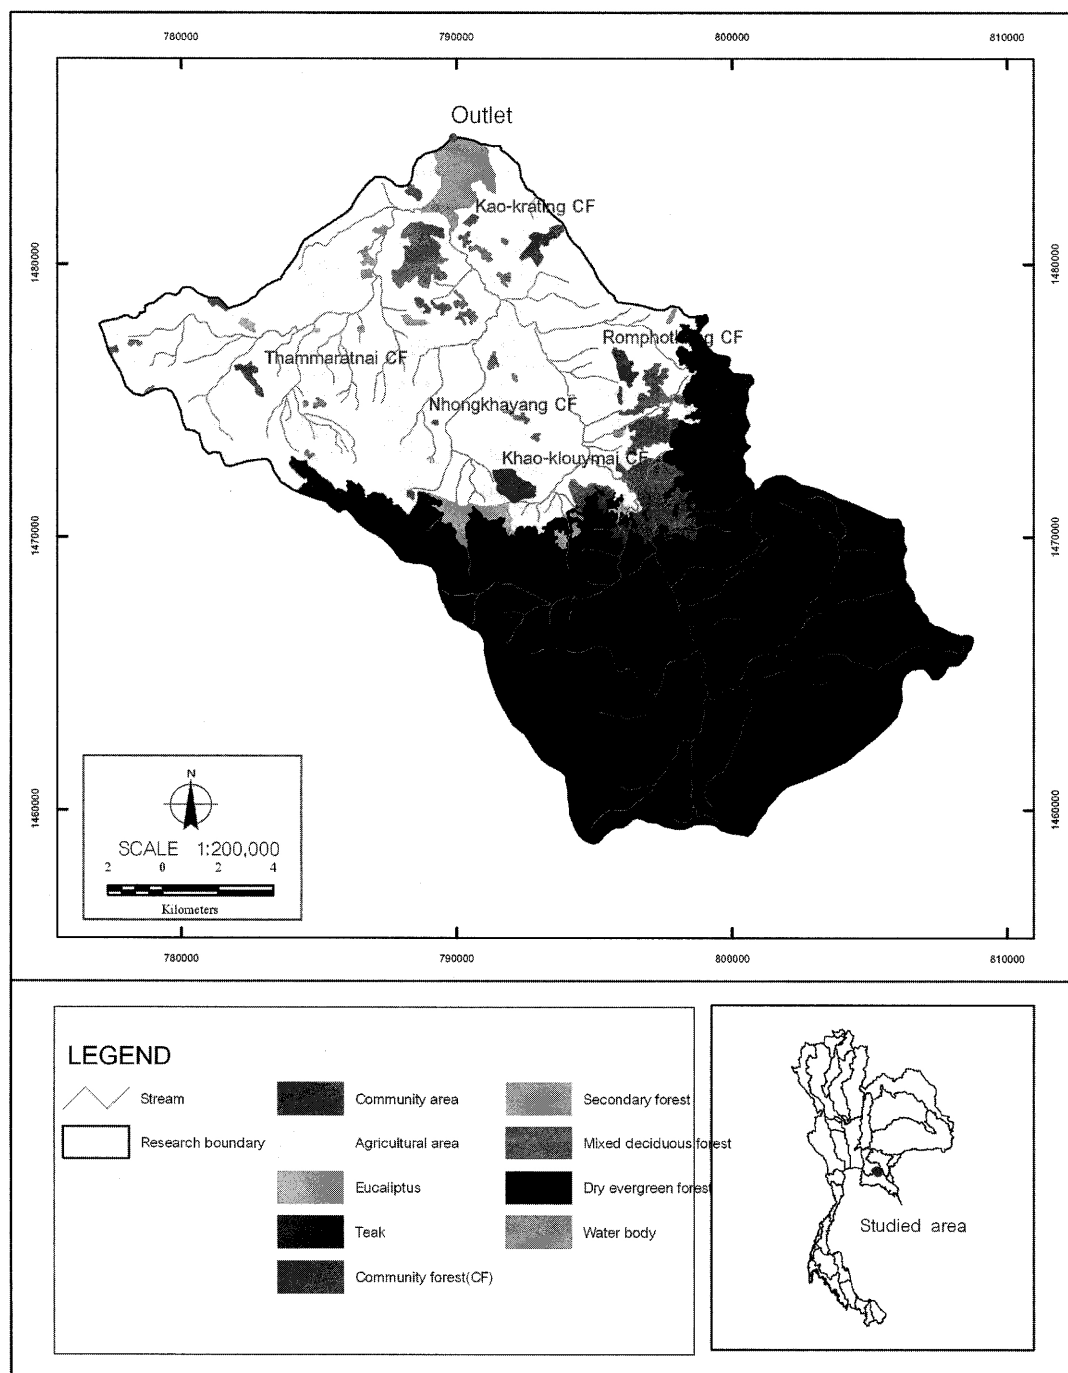 780000 790000 800000 810000
Outlet
Kao-krating CF
1480000 1480000
Thammaratnai CF
Nhongkhayang CF
Khao-klouymai CF
1470000 1470000
N
SCALE 1:200,000
2 0 2 4
Kilometers
1460000 1460000
780000 790000 800000 810000
LEGEND
Stream
Research boundary
Community area
Agricultural area
Eucaliptus
Teak
Community forest(CF)
Secondary forest
Mixed deciduous forest
Dry evergreen forest
Water body
Studied area